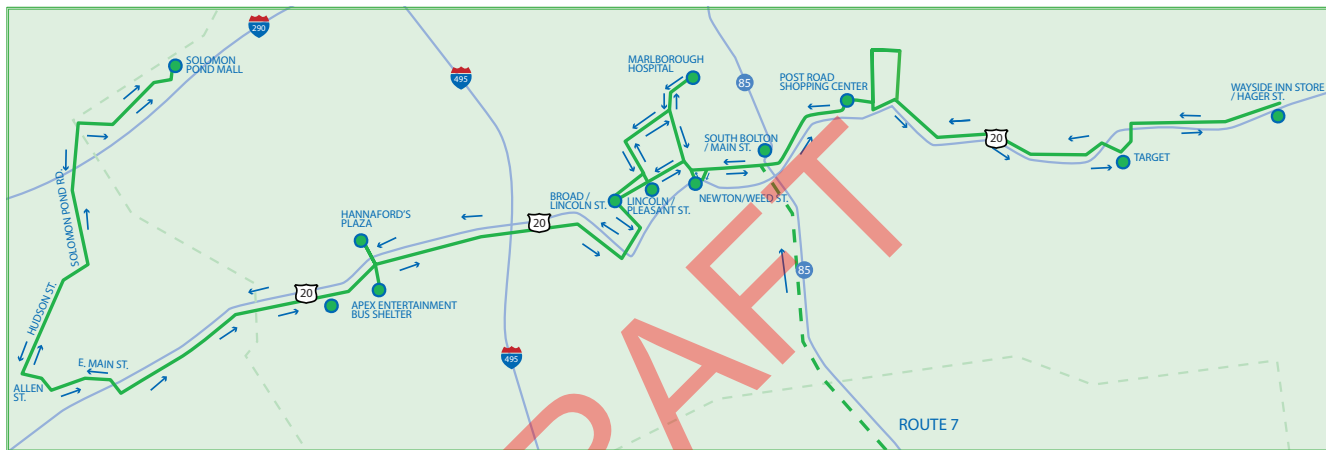 290
SOLOMON
POND MALL
495
MARLBOROUGH
HOSPITAL
85
POST ROAD
SHOPPING CENTER
WAYSIDE INN STORE
/ HAGER ST.
SOUTH BOLTON
/ MAIN ST.
20
TARGET
SOLOMON POND RD.
BROAD /
LINCOLN ST.
LINCOLN
PLEASANT ST.
NEWTON/WEED ST.
HANNAFORD'S
PLAZA
20
85
20
APEX ENTERTAINMENT
BUS SHELTER
HUDSON ST.
E. MAIN ST.
495
ALLEN
ST.
ROUTE 7
RAFT